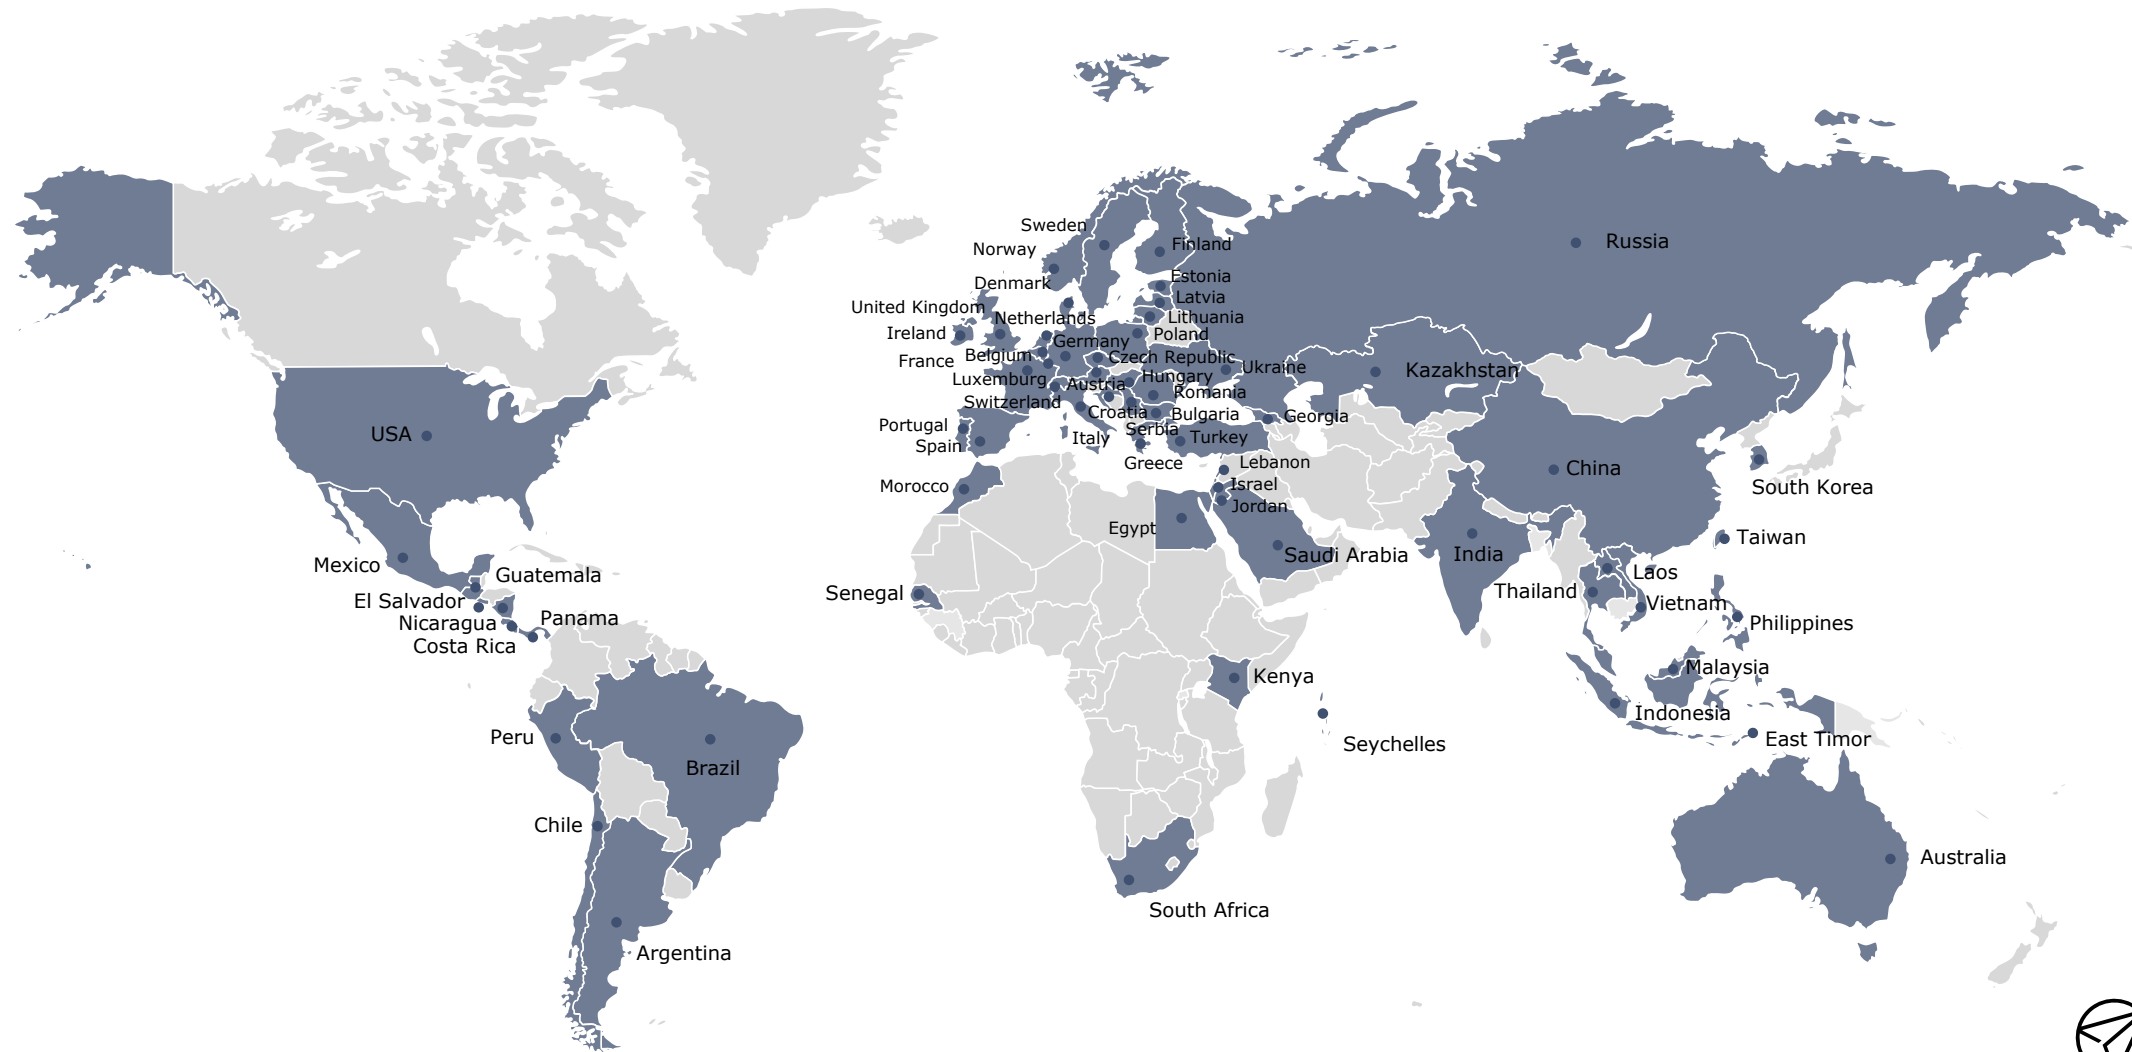 Sweden
Finland
Russia
Norway
Estonia
Denmark
Latvia
United Kingdom
Netherlands
Lithuania
Ireland
Poland
Germany
Belgium
Czech Republic
France
Ukraine
Kazakhstan
Luxemburg
Austria
Hungary
Romania
Switzerland
Croatia
Bulgaria
Georgia
Portugal
Serbia
USA
Italy
Turkey
Spain
Greece
Lebanon
China
Morocco
Israel
South Korea
Jordan
Egypt
Taiwan
Saudi Arabia
India
Mexico
Guatemala
Laos
Thailand
Senegal
El Salvador
Vietnam
Nicaragua
Panama
Philippines
Costa Rica
Malaysia
Kenya
Indonesia
Peru
East Timor
Seychelles
Brazil
Chile
Australia
South Africa
Argentina